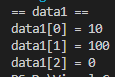 == data1 ==
data1[0] = 10
data1[1] = 100
data1[2] = 0